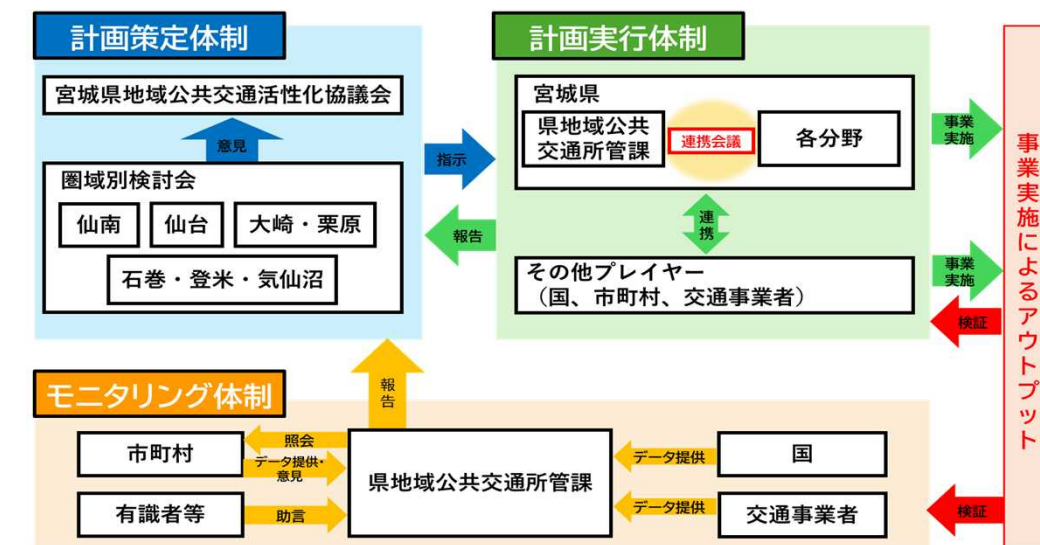 計画策定体制
宮城県地域公共交通活性化協議会
意見
圏域別検討会
仙南
仙台
大崎・栗原
石巻・登米・気仙沼
指示
報告
計画実行体制
宮城県
県地域公共
交通所管課
連携会議
各分野
連
携
その他プレイヤー
（国、市町村、交通事業者）
事業
実施
事業
実施
検証
事業実施によるアウトプット
報
告
モニタリング体制
市町村
照会
データ提供・
意見
有識者等
助言
県地域公共交通所管課
データ提供
国
データ提供
交通事業者
検証